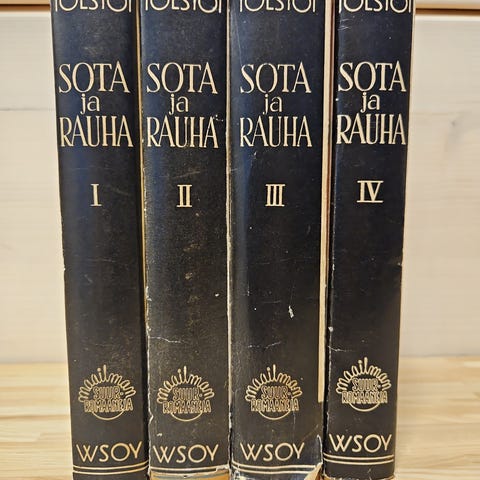 TOLSTOI
SOTA
ja
RAUHA
I
maailman
SUUR
ROMAANEJA
WSOY
TOLSTOI
SOTA
ja
RAUHA
II
maailman
SUUR
ROMAANEJA
WSOY
TOLSTOI
SOTA
ja
RAUHA
III
maailman
SUUR
ROMAANEJA
WSOY
TOLSTOI
SOTA
ja
RAUHA
IV
maailman
SUUR
ROMAANEJA
WSOY